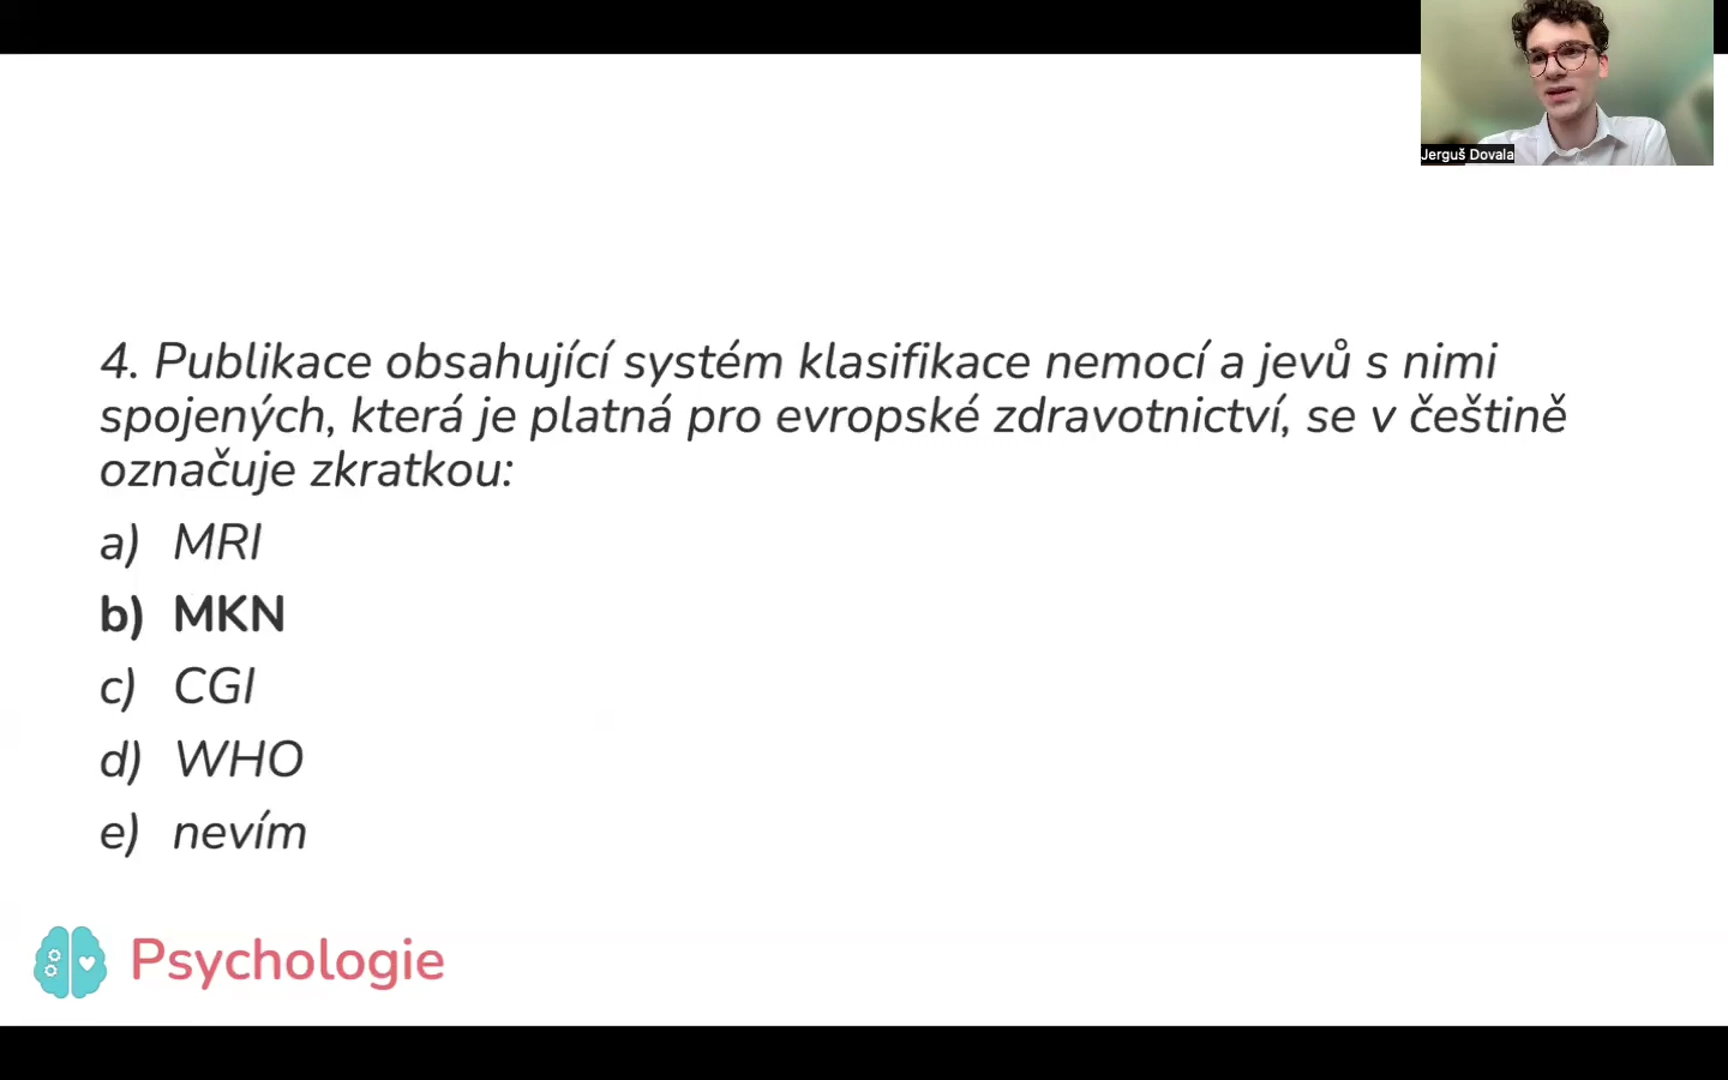 Jerguš Dovala
4. Publikace obsahující systém klasifikace nemocí a jevů s nimi
spojených, která je platná pro evropské zdravotnictví, se v češtině
označuje zkratkou:
a) MRI
b) MKN
c) CGI
d) WHO
e) nevím
Psychologie